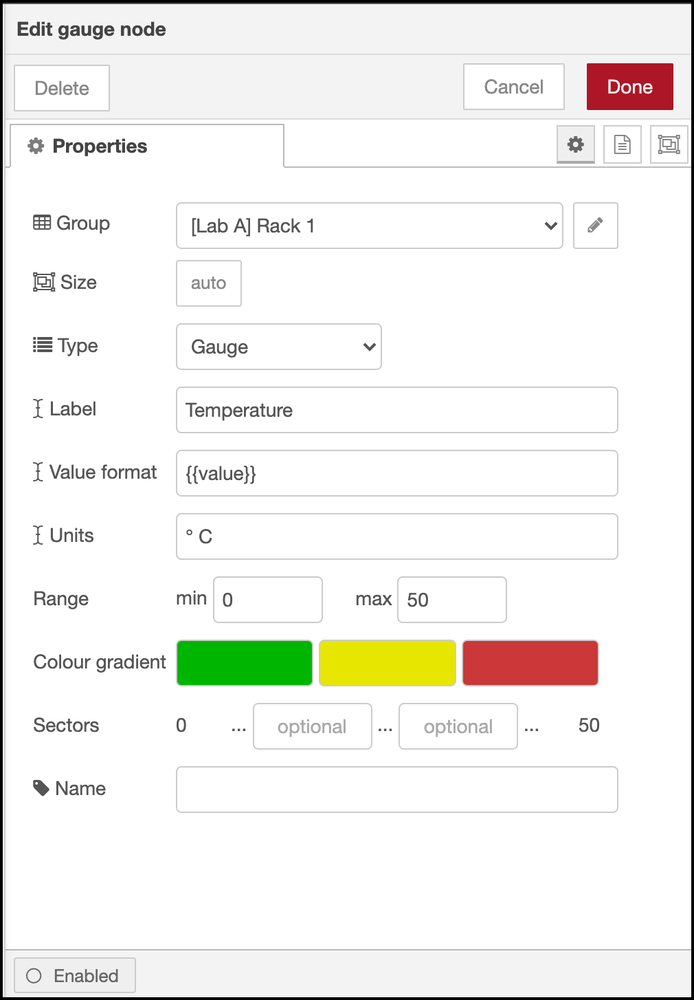 Edit gauge node
Delete Cancel Done
Properties
Group [Lab A] Rack 1
Size auto
Type Gauge
Label Temperature
Value format {{value}}
Units ° C
Range min 0 max 50
Colour gradient
Sectors 0 ... optional ... optional ... 50
Name
Enabled